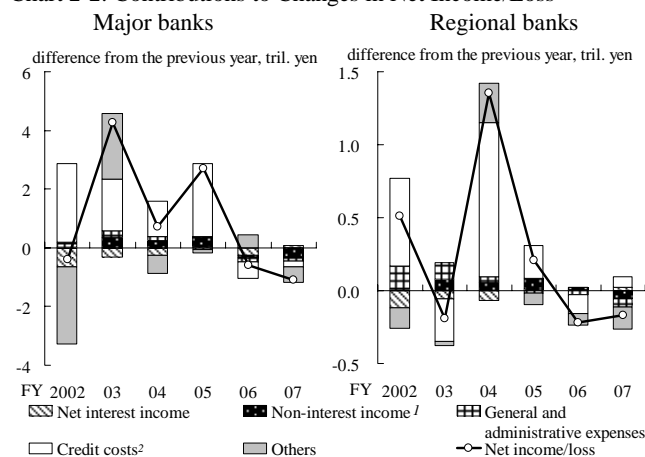 Chart 2-2: Contributions to Changes in Net Income/Loss
Major banks
Regional banks
difference from the previous year, tril. yen
difference from the previous year, tril. yen
6
4
2
0
-2
-4
FY 2002 03 04 05 06 07
1.5
1.0
0.5
0.0
-0.5
FY 2002 03 04 05 06 07
Net interest income
Non-interest income1
General and
administrative expenses
Credit costs2
Others
Net income/loss